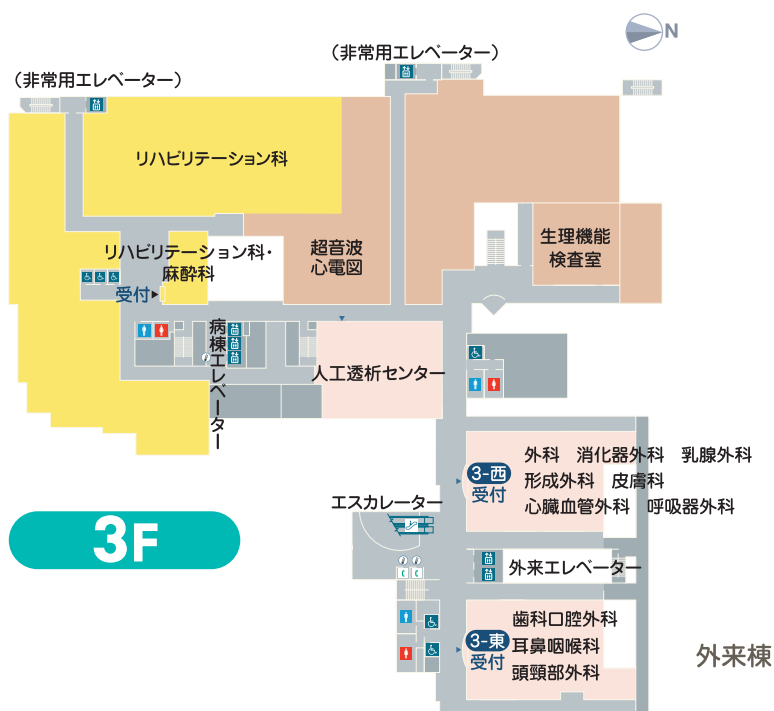 N
（非常用エレベーター）
（非常用エレベーター）
リハビリテーション科
リハビリテーション科・
麻酔科
受付
超音波
心電図
生理機能
検査室
病棟エレベーター
人工透析センター
3-西
受付
外科　消化器外科　乳腺外科
形成外科　皮膚科
心臓血管外科　呼吸器外科
エスカレーター
3F
外来エレベーター
3-東
受付
歯科口腔外科
耳鼻咽喉科
頭頸部外科
外来棟